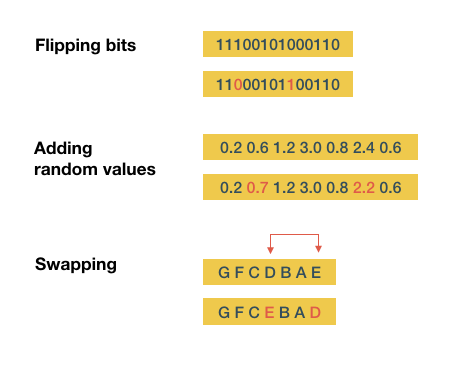 Flipping bits
11100101000110
11000101100110
Adding
random values
0.2 0.6 1.2 3.0 0.8 2.4 0.6
0.2 0.7 1.2 3.0 0.8 2.2 0.6
Swapping
G F C D B A E
G F C E B A D